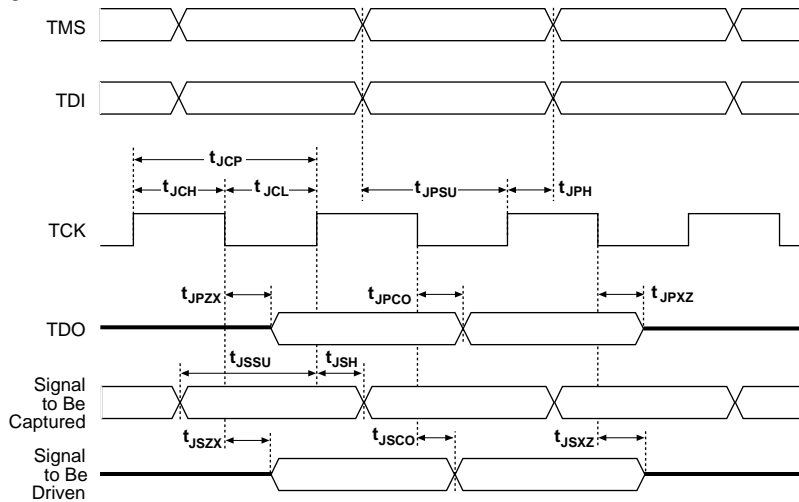 TMS
TDI
tJCP
tJCH
tJCL
tJPSU
tJPH
TCK
tJPZX
tJPCO
tJPXZ
TDO
tJSSU
tJSH
Signal
to Be
Captured
tJSZX
tJSCO
tJSXZ
Signal
to Be
Driven